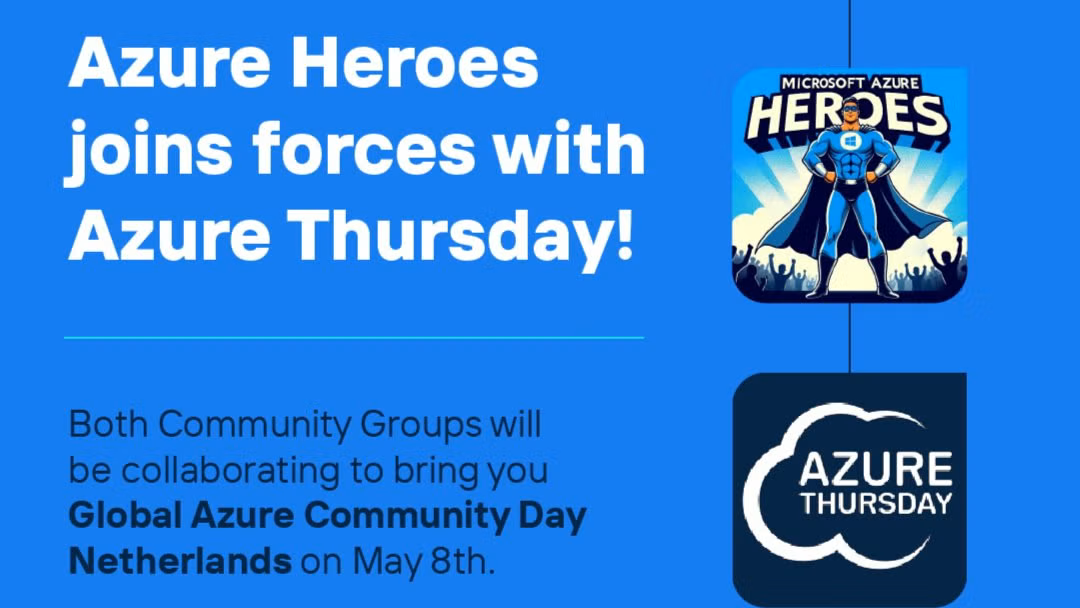 Azure Heroes
joins forces with
Azure Thursday!
Both Community Groups will
be collaborating to bring you
Global Azure Community Day
Netherlands on May 8th.
MICROSOFT AZURE
HEROES
AZURE
THURSDAY